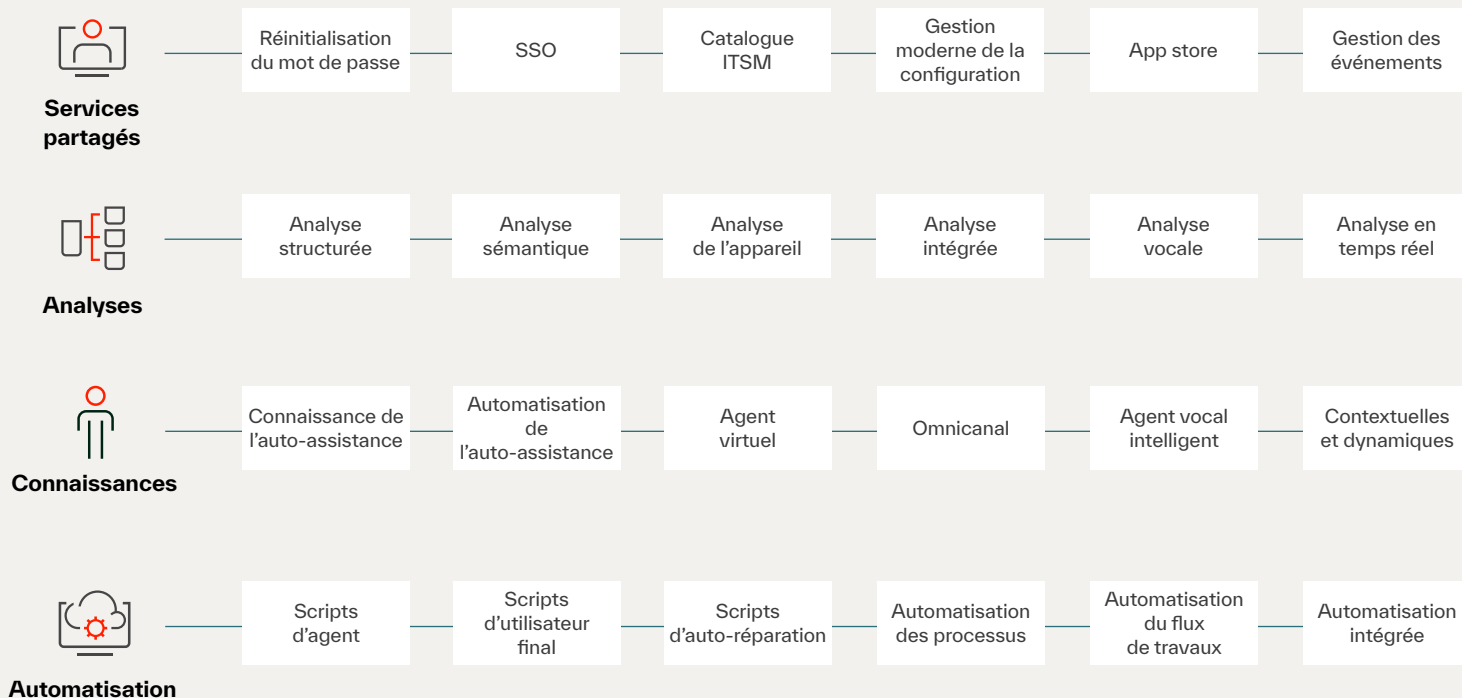 Services
partagés
Réinitialisation
du mot de passe
SSO
Catalogue
ITSM
Gestion
moderne de la
configuration
App store
Gestion des
événements
Analyses
Analyse
structurée
Analyse
sémantique
Analyse
de l'appareil
Analyse
intégrée
Analyse
vocale
Analyse en
temps réel
Connaissances
Connaissance de
l'auto-assistance
Automatisation
de
l'auto-assistance
Agent
virtuel
Omnicanal
Agent vocal
intelligent
Contextuelles
et dynamiques
Automatisation
Scripts
d'agent
Scripts
d'utilisateur
final
Scripts
d'auto-réparation
Automatisation
des processus
Automatisation
du flux
de travaux
Automatisation
intégrée